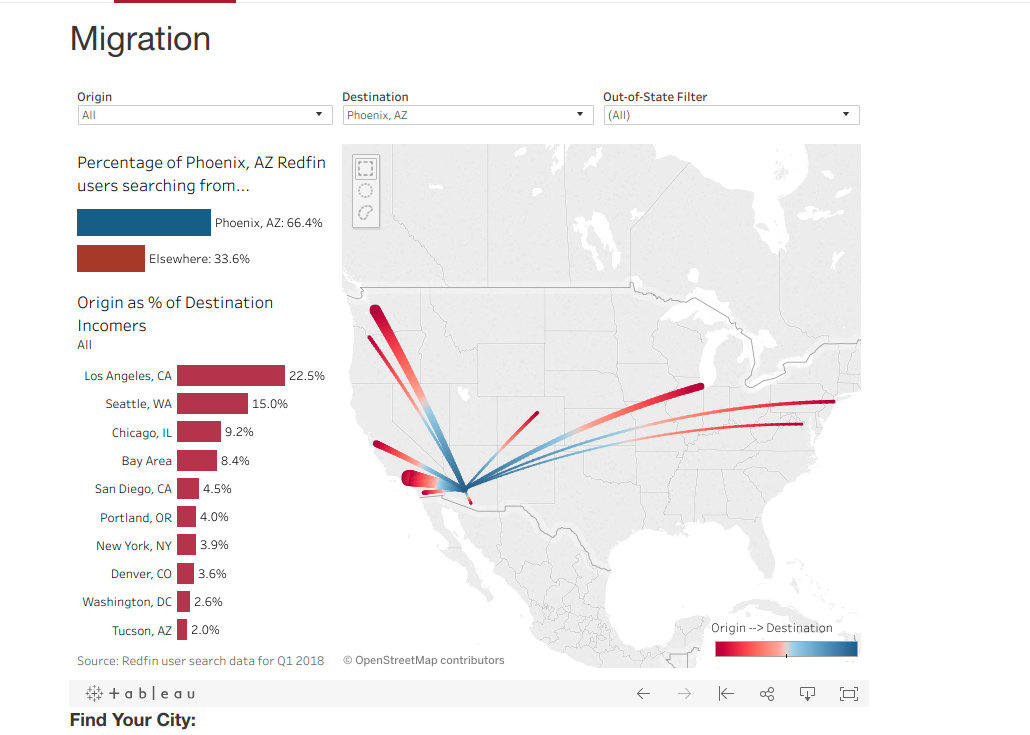 Migration
Origin
All
Destination
Phoenix, AZ
Out-of-State Filter
(All)
Percentage of Phoenix, AZ Redfin
users searching from...
Phoenix, AZ: 66.4%
Elsewhere: 33.6%
Origin as % of Destination
Incomers
All
Los Angeles, CA 22.5%
Seattle, WA 15.0%
Chicago, IL 9.2%
Bay Area 8.4%
San Diego, CA 4.5%
Portland, OR 4.0%
New York, NY 3.9%
Denver, CO 3.6%
Washington, DC 2.6%
Tucson, AZ 2.0%
Origin --> Destination
Source: Redfin user search data for Q1 2018
© OpenStreetMap contributors
+ a b | e a u
Find Your City: